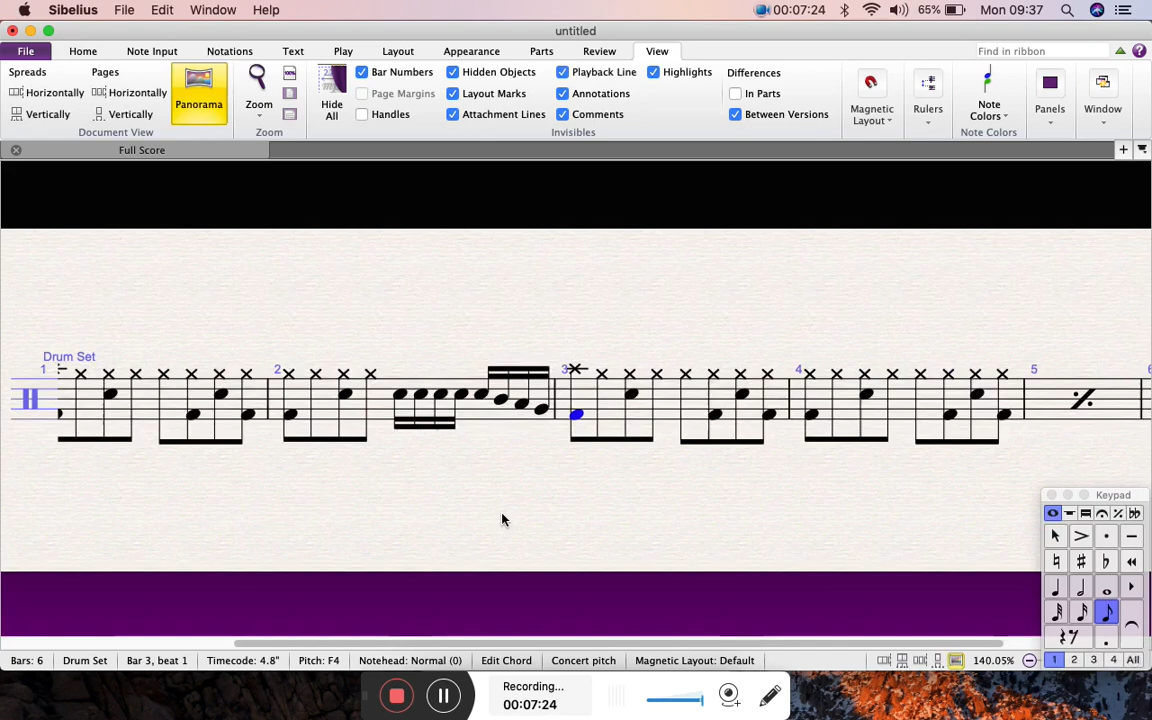 Sibelius File Edit Window Help 00:07:24 65% Mon 09:37
untitled
File Home Note Input Notations Text Play Layout Appearance Parts Review View Find in ribbon
Spreads Pages Bar Numbers Hidden Objects Playback Line Highlights Differences
Horizontally Horizontally Panorama Zoom 100% Hide All Page Margins Layout Marks Annotations In Parts Magnetic Layout Rulers Note Colors Panels Window
Vertically Vertically Handles Attachment Lines Comments Between Versions
Document View Zoom Invisibles Note Colors
Full Score
Drum Set
1 2 3 4 5 6
Keypad
1 2 3 4 All
Bars: 6 Drum Set Bar 3, beat 1 Timecode: 4.8" Pitch: F4 Notehead: Normal (0) Edit Chord Concert pitch Magnetic Layout: Default 140.05%
Recording...
00:07:24